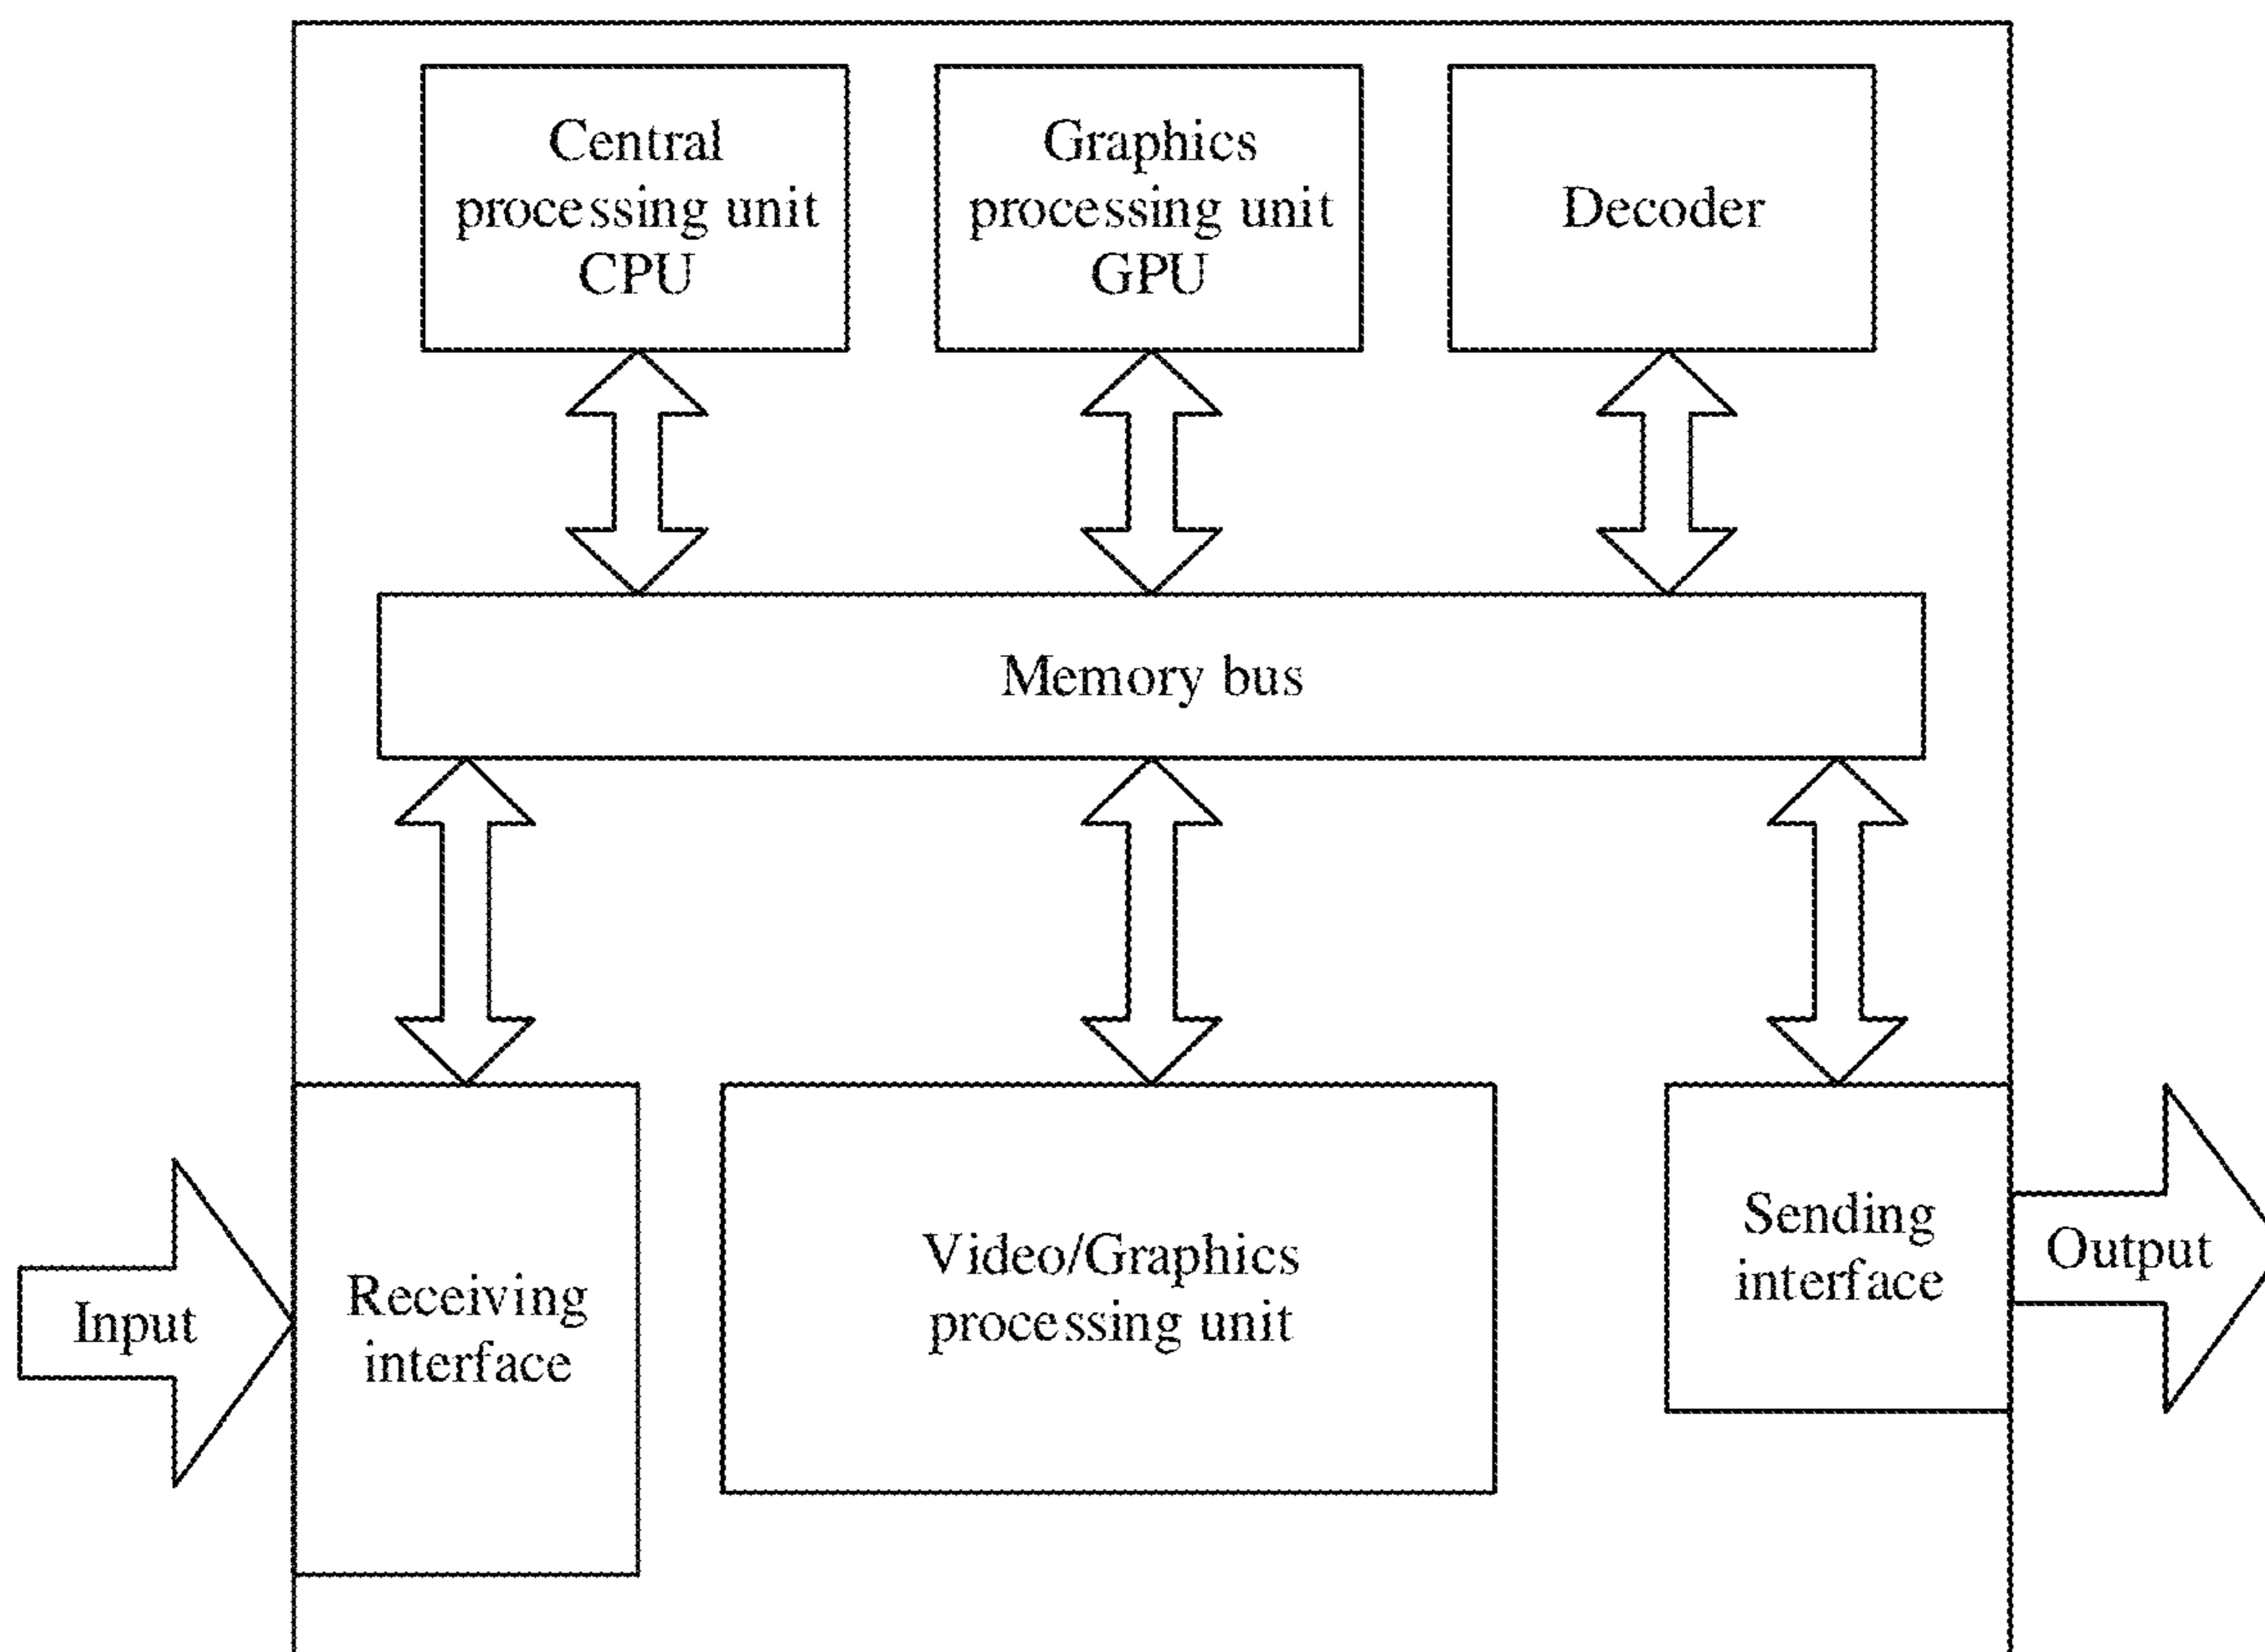 Central
processing unit
CPU
Graphics
processing unit
GPU
Decoder
Memory bus
Input
Receiving
interface
Video/Graphics
processing unit
Sending
interface
Output